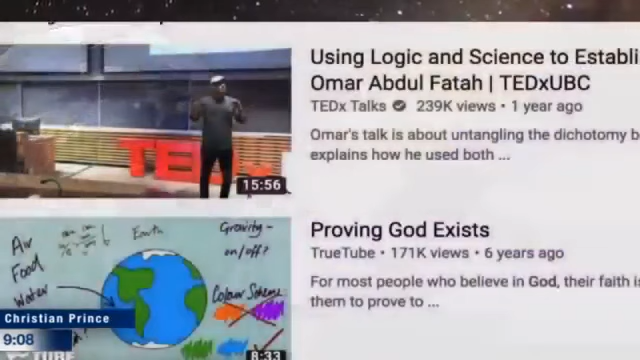 Using Logic and Science to Establi
Omar Abdul Fatah | TEDxUBC
TEDx Talks
239K views • 1 year ago
Omar's talk is about untangling the dichotomy b
explains how he used both ...
TED
15:56
Proving God Exists
TrueTube • 171K views • 6 years ago
For most people who believe in God, their faith is
them to prove to ...
Air
Food
Water
Earth
Gravity -
on/off?
Colour Scheme
8:33
Christian Prince
9:08
TUBE